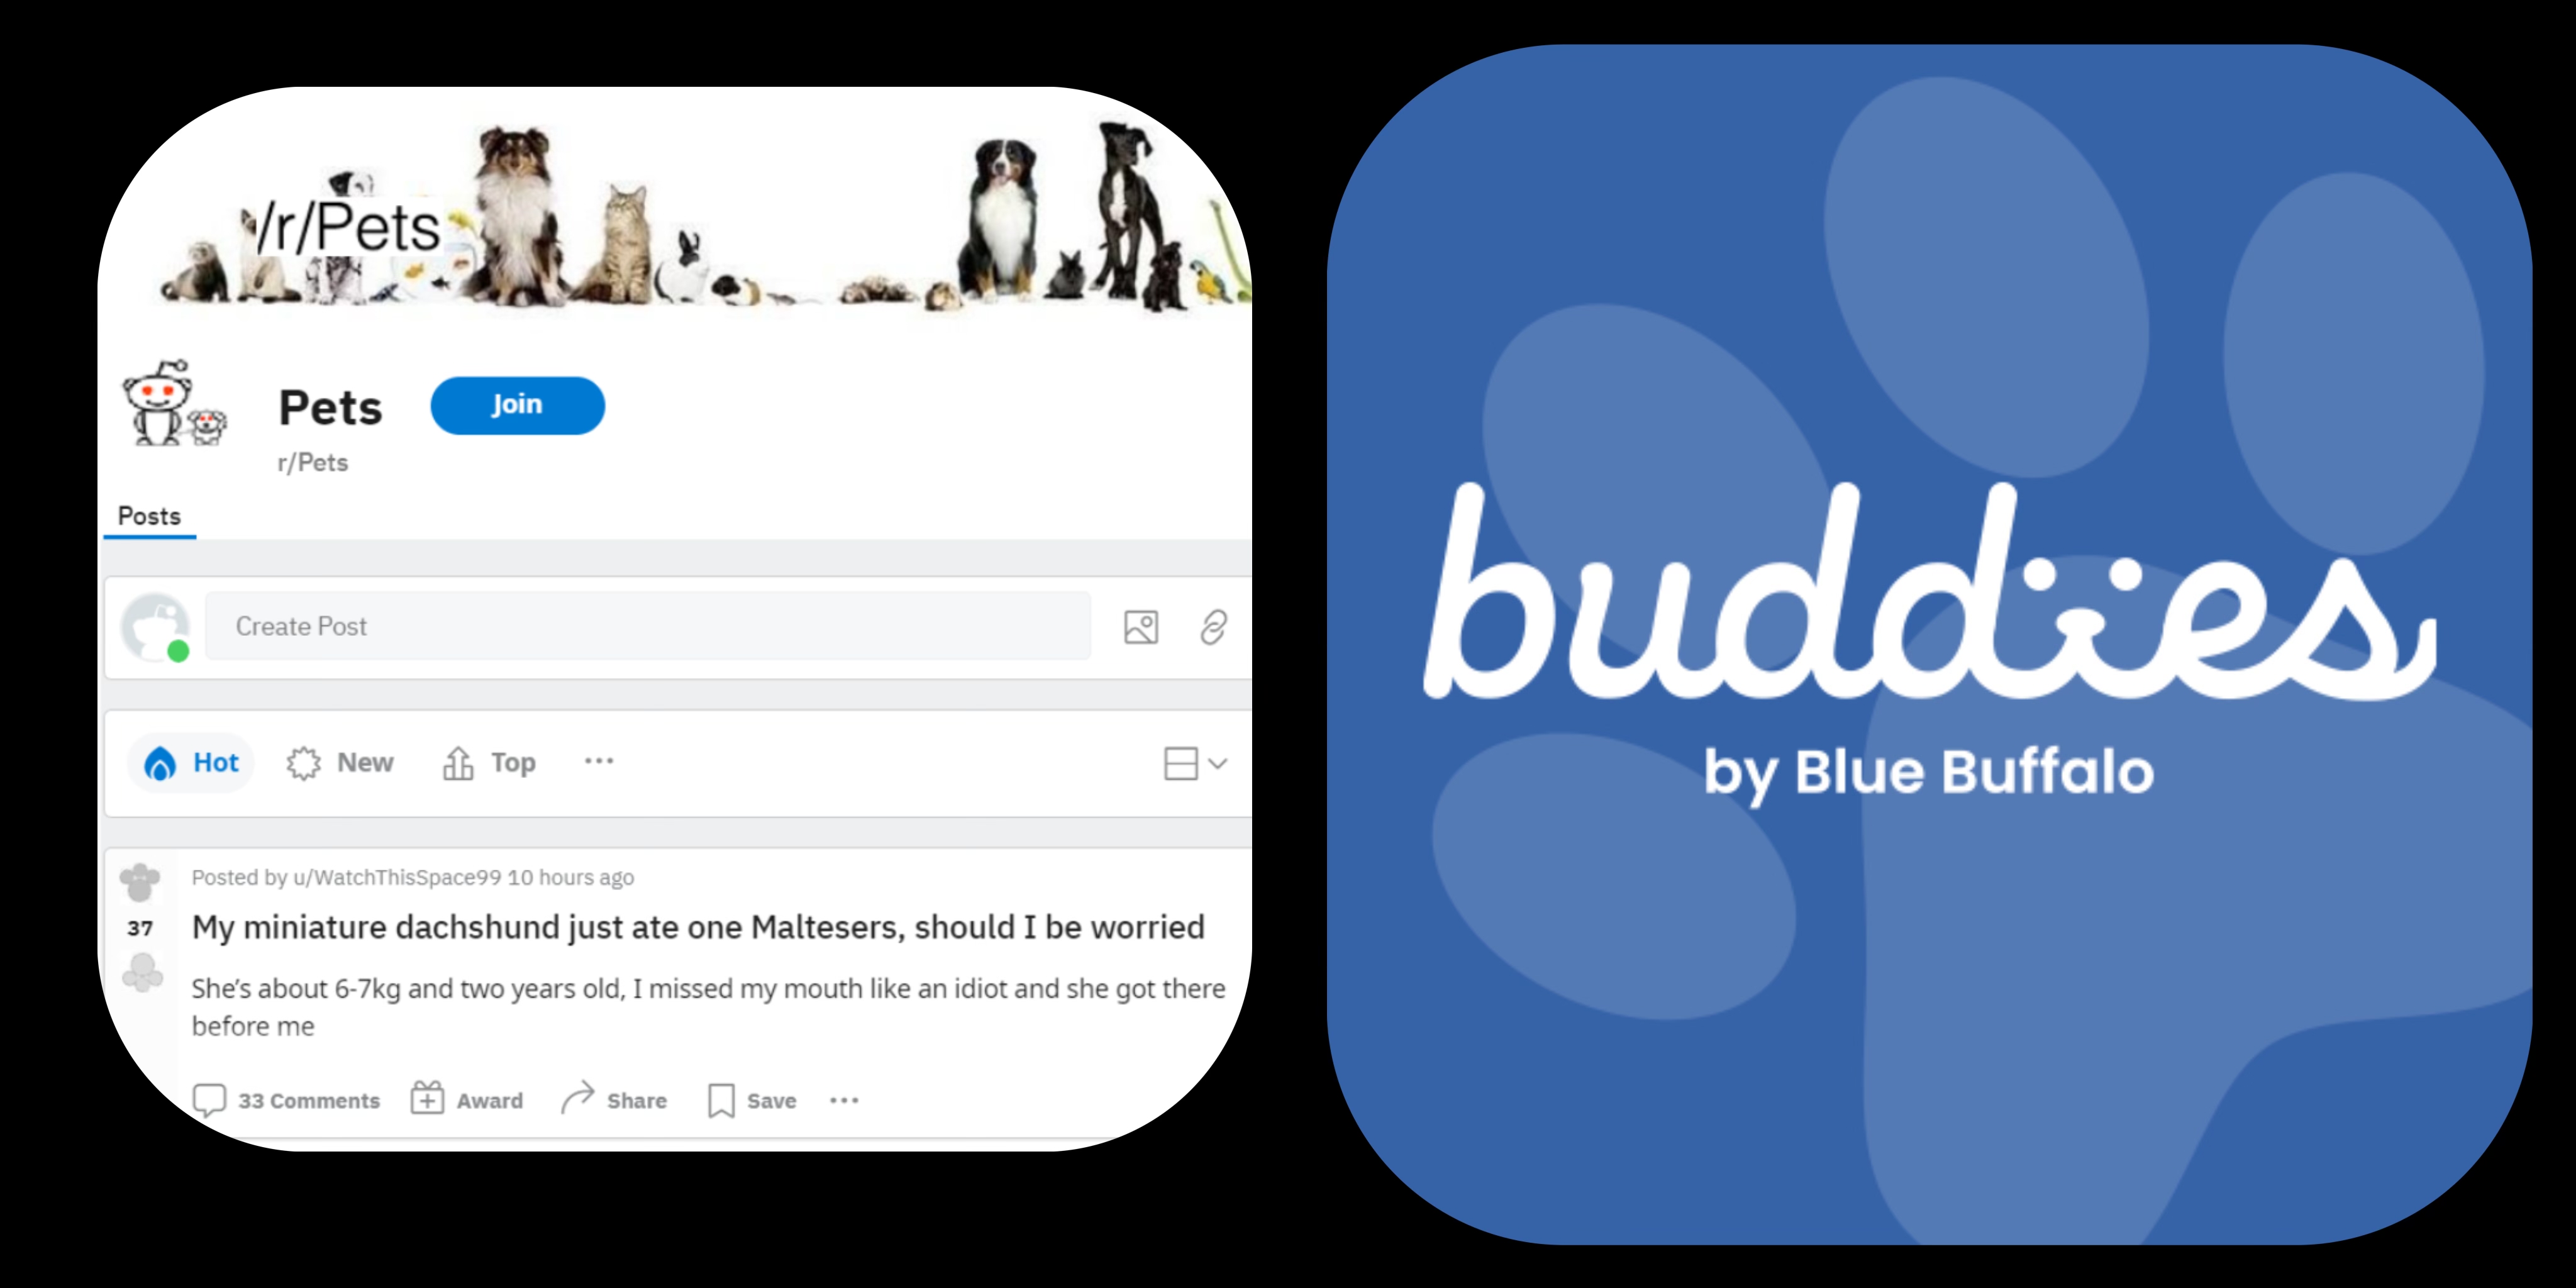 /r/Pets
Pets
Join
r/Pets
Posts
Create Post
Hot
New
Top
Posted by u/WatchThisSpace99 10 hours ago
37
My miniature dachshund just ate one Maltesers, should I be worried
She’s about 6-7kg and two years old, I missed my mouth like an idiot and she got there
before me
33 Comments
Award
Share
Save
buddies
by Blue Buffalo